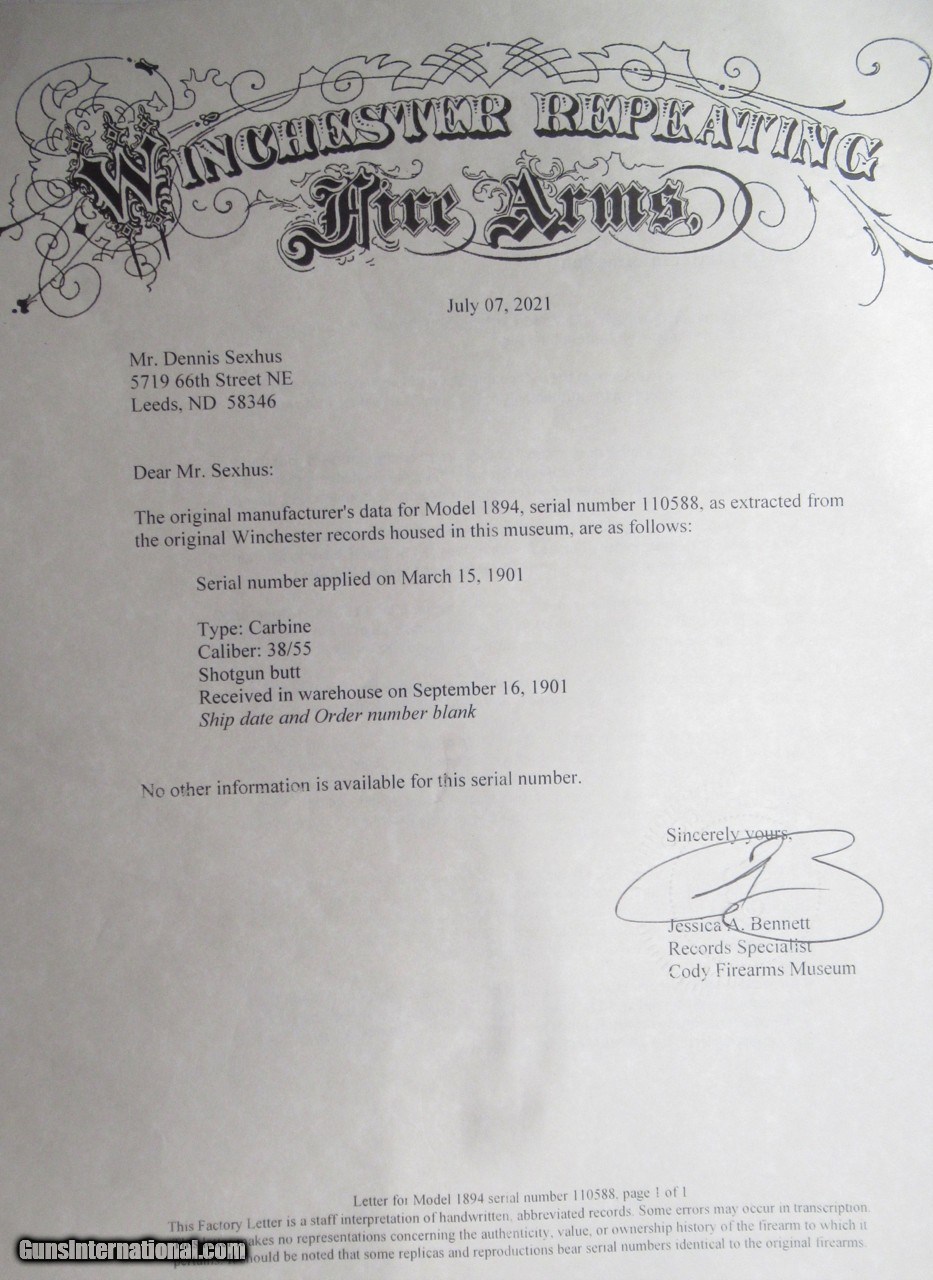 WINCHESTER REPEATING
Fire Arms,
July 07, 2021
Mr. Dennis Sexhus
5719 66th Street NE
Leeds, ND 58346
Dear Mr. Sexhus:
The original manufacturer's data for Model 1894, serial number 110588, as extracted from
the original Winchester records housed in this museum, are as follows:
Serial number applied on March 15, 1901
Type: Carbine
Caliber: 38/55
Shotgun butt
Received in warehouse on September 16, 1901
Ship date and Order number blank
No other information is available for this serial number.
Sincerely yours,
Jessica A. Bennett
Records Specialist
Cody Firearms Museum
Letter for Model 1894 serial number 110588, page 1 of 1
This Factory Letter is a staff interpretation of handwritten, abbreviated records. Some errors may occur in transcription.
akes no representations concerning the authenticity, value, or ownership history of the firearm to which it
should be noted that some replicas and reproductions bear serial numbers identical to the original firearms.
GunsInternational.com